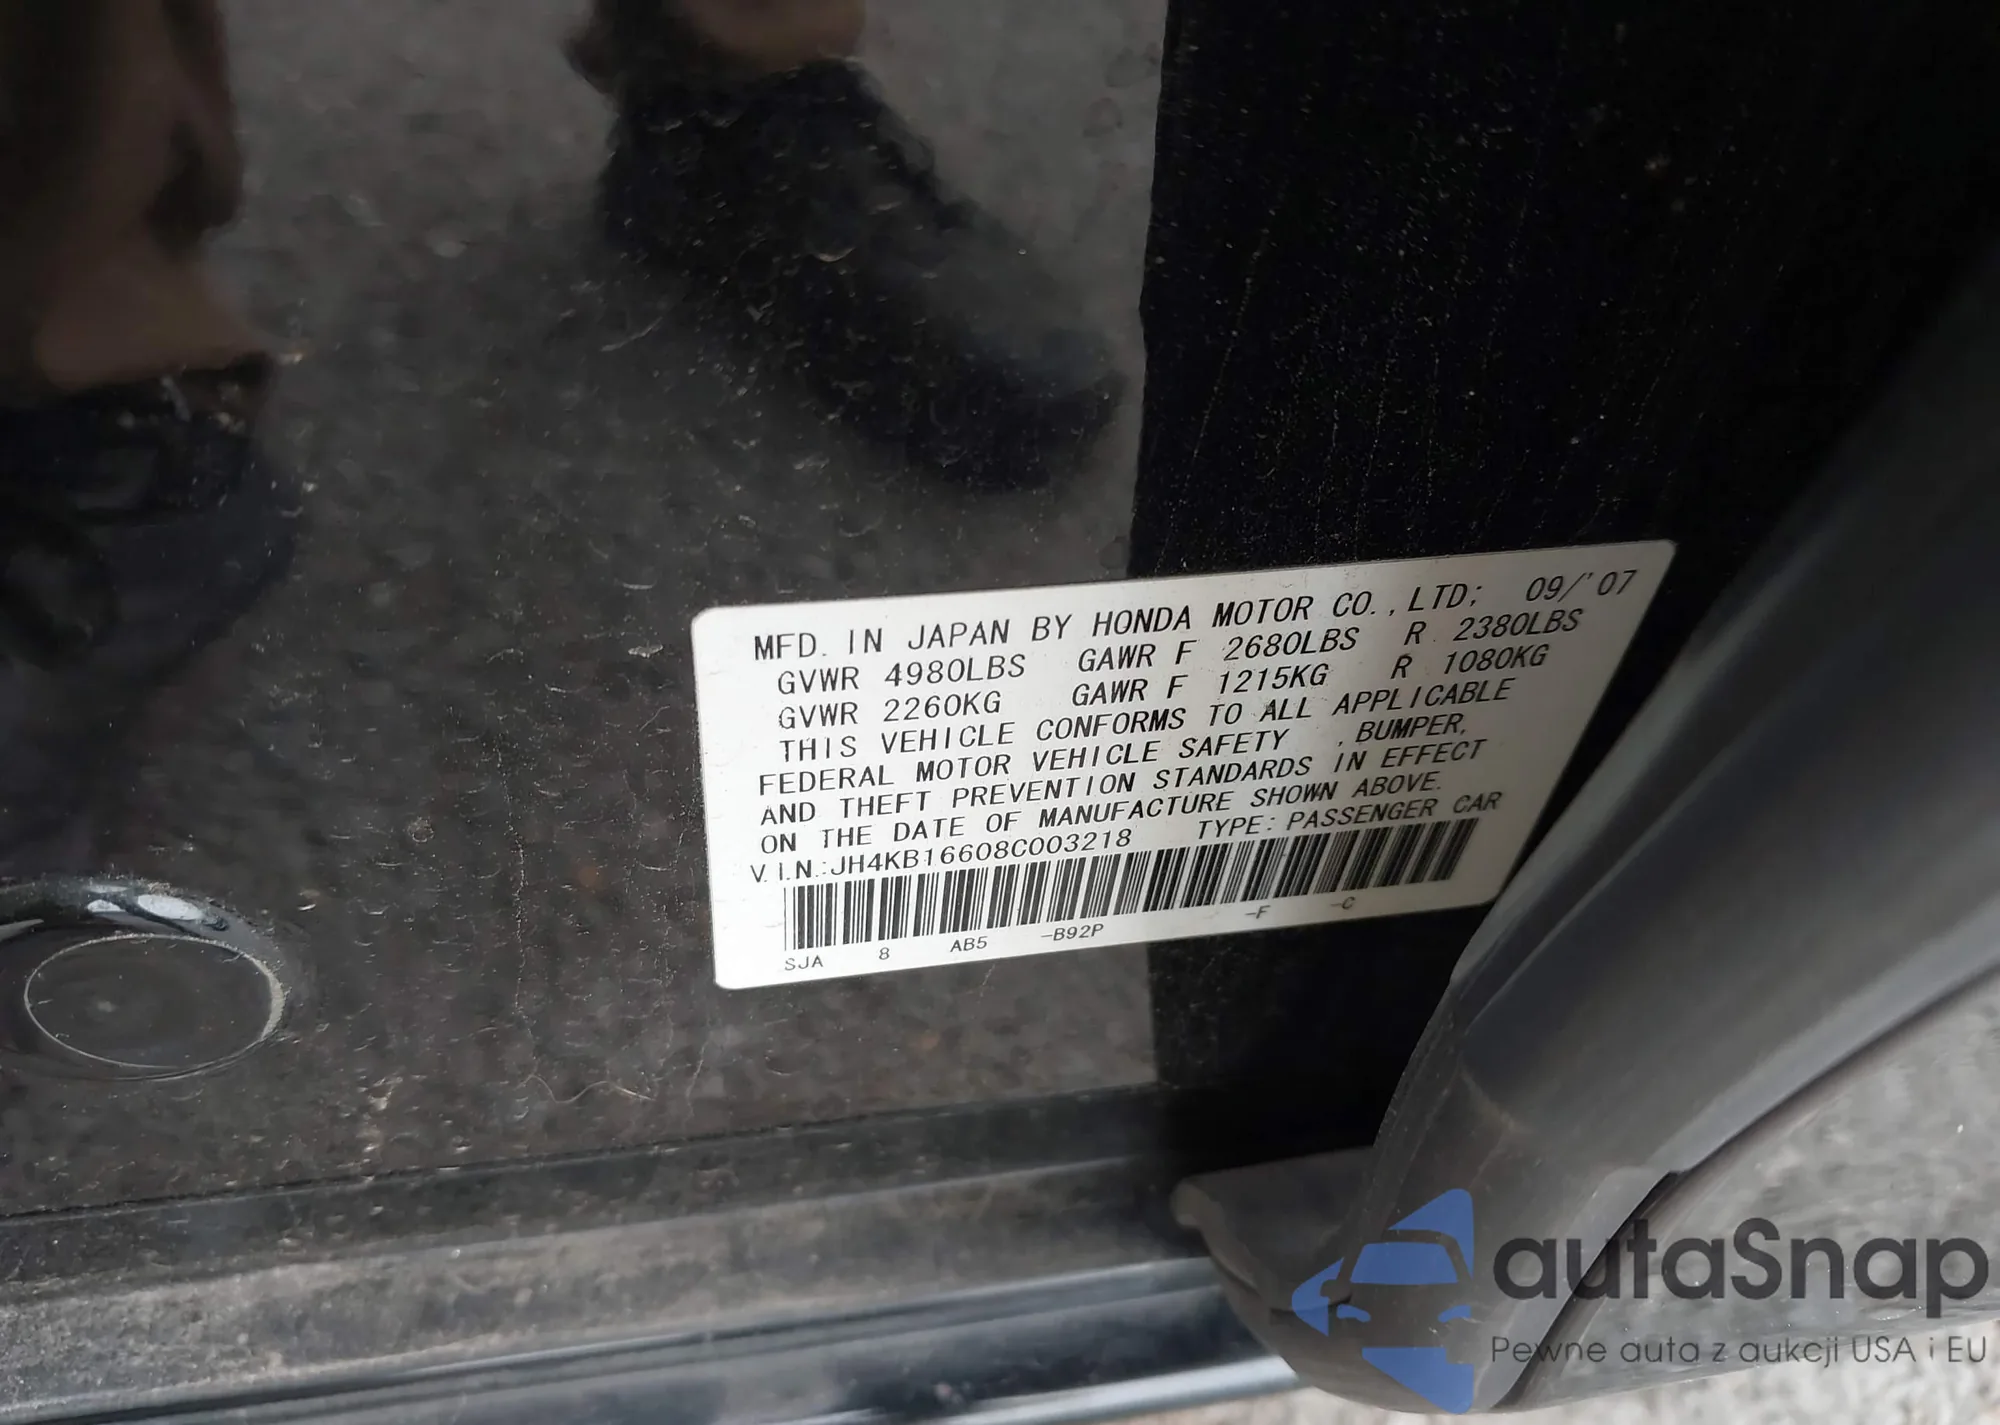 MFD. IN JAPAN BY HONDA MOTOR CO.,LTD; 09/'07
GVWR 4980LBS GAWR F 2680LBS R 2380LBS
GVWR 2260KG GAWR F 1215KG R 1080KG
THIS VEHICLE CONFORMS TO ALL APPLICABLE
FEDERAL MOTOR VEHICLE SAFETY , BUMPER,
AND THEFT PREVENTION STANDARDS IN EFFECT
ON THE DATE OF MANUFACTURE SHOWN ABOVE.
V.I.N.:JH4KB16608C003218 TYPE: PASSENGER CAR
SJA 8 AB5 -B92P -F -C
autaSnap
Pewne auta z aukcji USA i EU